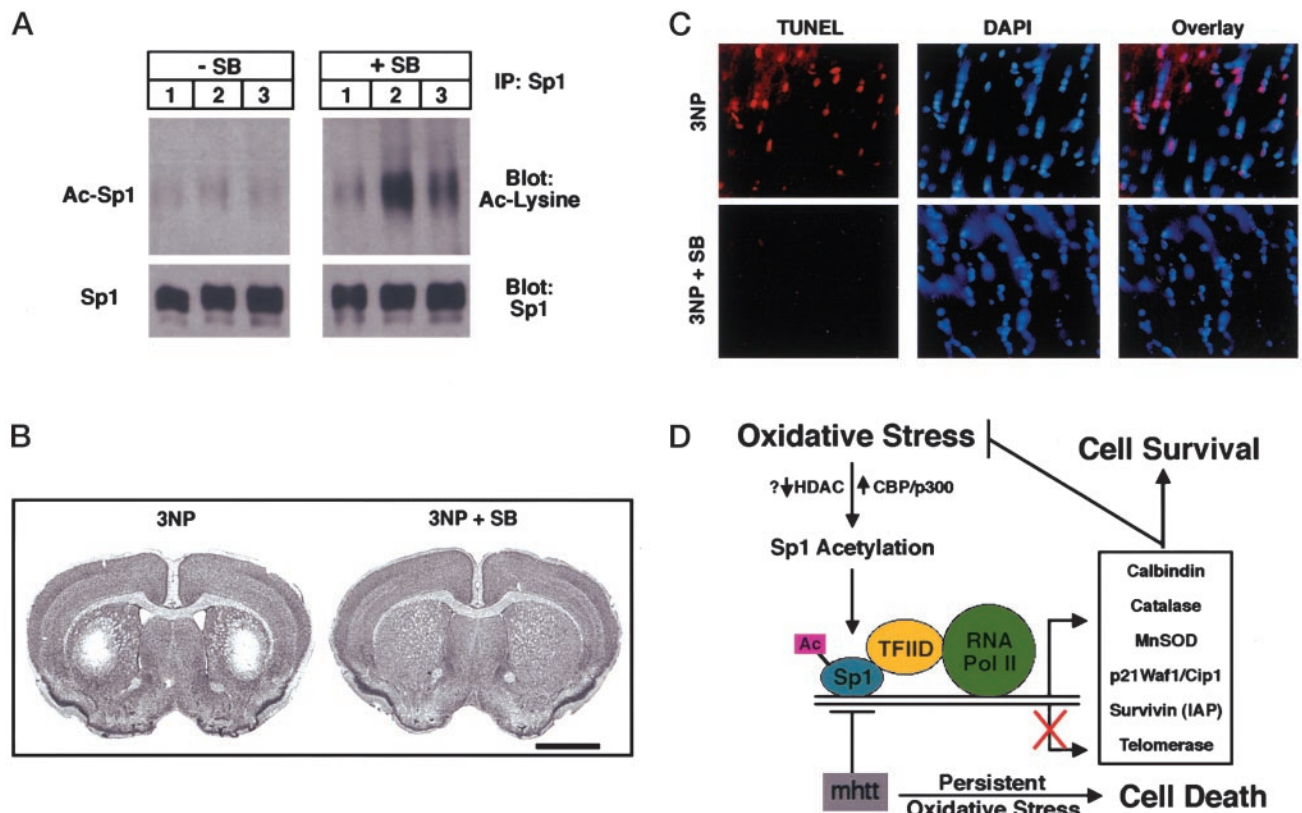 A
- SB
+ SB
IP: Sp1
1 2 3
1 2 3
Ac-Sp1
Blot:
Ac-Lysine
Sp1
Blot:
Sp1
B
3NP
3NP + SB
C
TUNEL
DAPI
Overlay
3NP
3NP + SB
D
Oxidative Stress
Cell Survival
? HDAC
CBP/p300
Sp1 Acetylation
Ac
Sp1
TFIID
RNA
Pol II
Calbindin
Catalase
MnSOD
p21Waf1/Cip1
Survivin (IAP)
Telomerase
mhtt
Persistent
Oxidative Stress
Cell Death